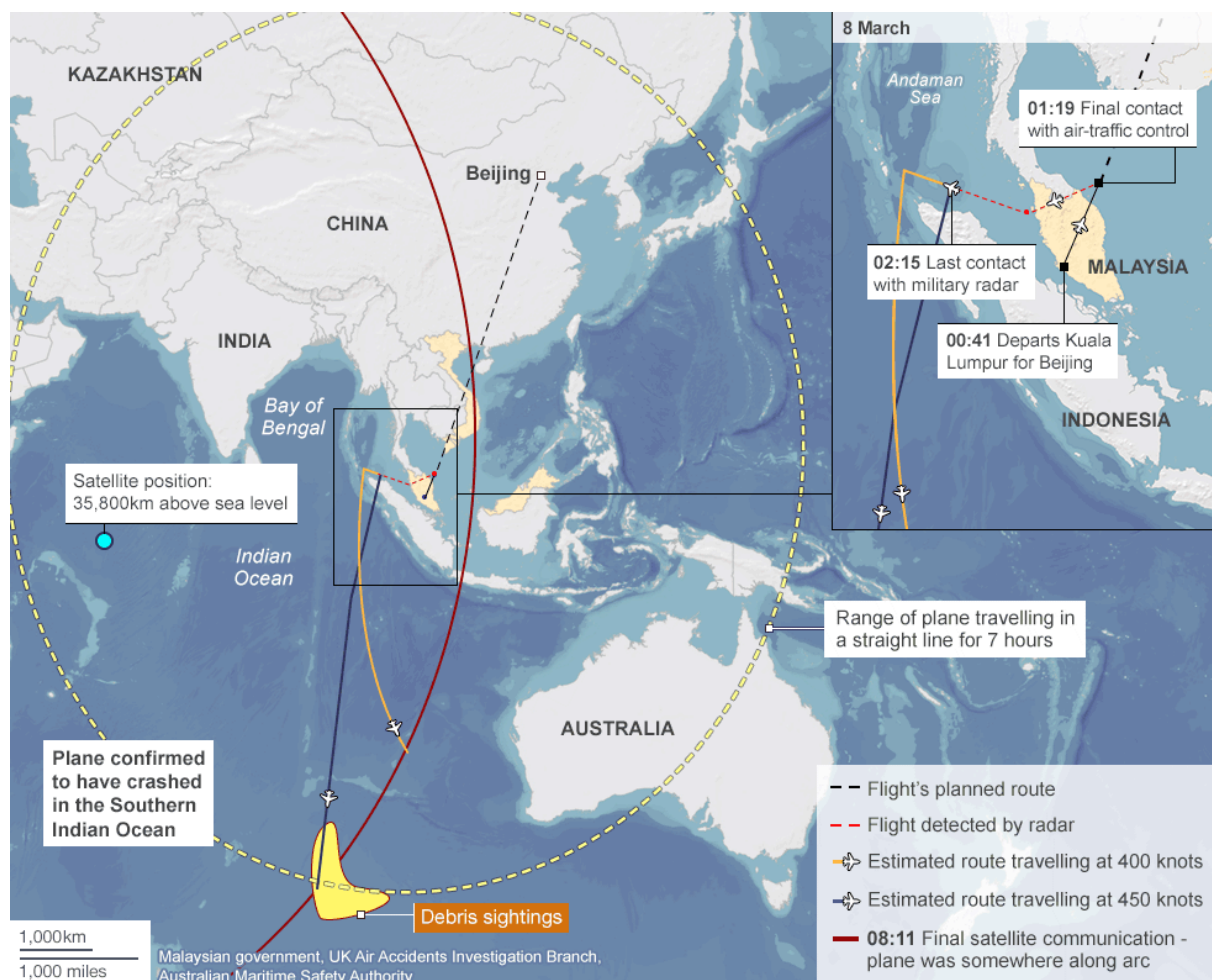 KAZAKHSTAN
Beijing
CHINA
INDIA
Bay of
Bengal
Satellite position:
35,800km above sea level
Indian
Ocean
Plane confirmed
to have crashed
in the Southern
Indian Ocean
AUSTRALIA
Range of plane travelling in
a straight line for 7 hours
Debris sightings
8 March
Andaman
Sea
01:19 Final contact
with air-traffic control
02:15 Last contact
with military radar
MALAYSIA
00:41 Departs Kuala
Lumpur for Beijing
INDONESIA
Flight's planned route
Flight detected by radar
Estimated route travelling at 400 knots
Estimated route travelling at 450 knots
08:11 Final satellite communication -
plane was somewhere along arc
1,000km
1,000 miles
Malaysian government, UK Air Accidents Investigation Branch,
Australian Maritime Safety Authority